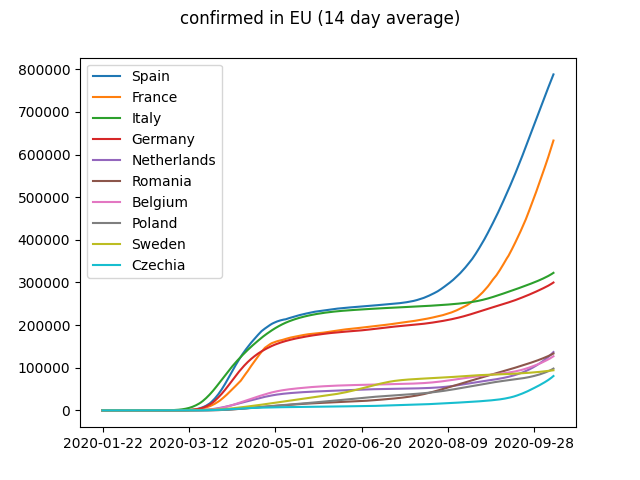 confirmed in EU (14 day average)
800000
700000
600000
500000
400000
300000
200000
100000
0
Spain
France
Italy
Germany
Netherlands
Romania
Belgium
Poland
Sweden
Czechia
2020-01-22 2020-03-12 2020-05-01 2020-06-20 2020-08-09 2020-09-28